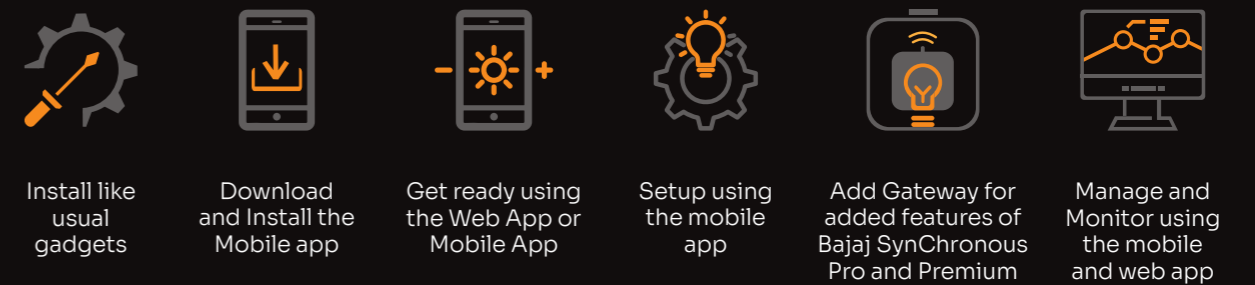 Install like
usual
gadgets
Download
and Install the
Mobile app
Get ready using
the Web App or
Mobile App
Setup using
the mobile
app
Add Gateway for
added features of
Bajaj SynChronous
Pro and Premium
Manage and
Monitor using
the mobile
and web app